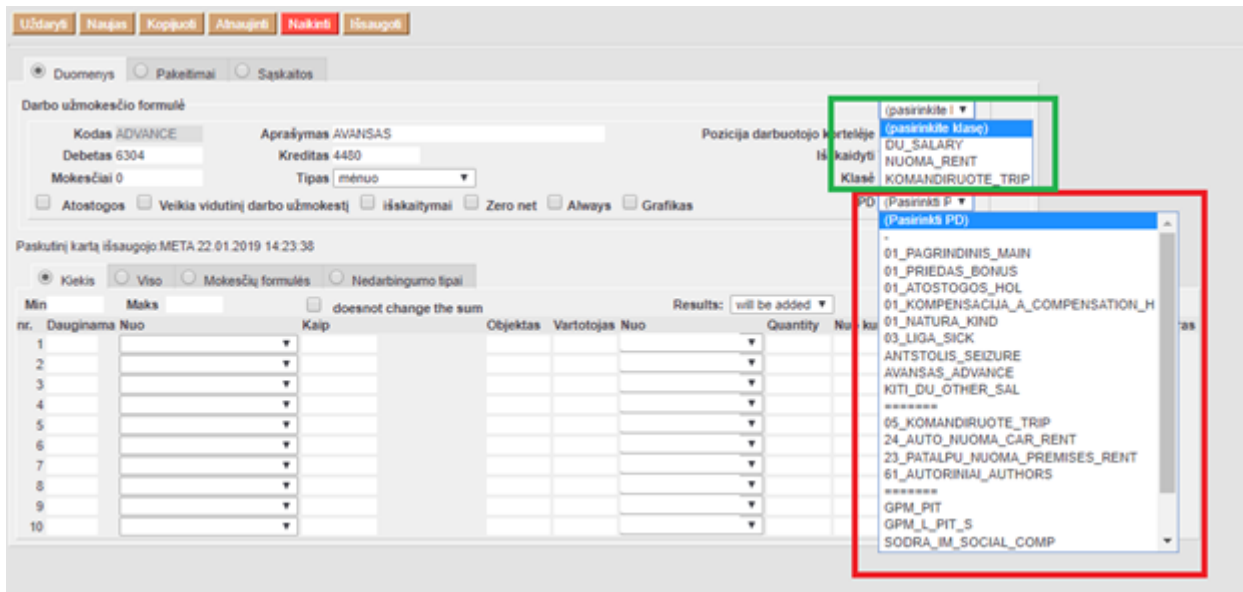 Uždaryti Naujas Kopijuoti Atnaujinti Naikinti Išsaugoti
Duomenys Pakeitimai Sąskaitos
Darbo užmokesčio formulė
Kodas ADVANCE Aprašymas AVANSAS Pozicija darbuotojo kortelėje
Debetas 6304 Kreditas 4480
Mokesčiai 0 Tipas mėnuo Klasė
Atostogos Veikia vidutinį darbo užmokestį išskaitymai Zero net Always Grafikas PD
(pasirinkite
(pasirinkite klasę)
DU_SALARY
NUOMA_RENT
KOMANDIRUOTE_TRIP
(Pasirinkti P
(Pasirinkti PD)
-
01_PAGRINDINIS_MAIN
01_PRIEDAS_BONUS
01_ATOSTOGOS_HOL
01_KOMPENSACIJA_A_COMPENSATION_H
01_NATURA_KIND
03_LIGA_SICK
ANTSTOLIS_SEIZURE
AVANSAS_ADVANCE
KITI_DU_OTHER_SAL
=======
05_KOMANDIRUOTE_TRIP
24_AUTO_NUOMA_CAR_RENT
23_PATALPU_NUOMA_PREMISES_RENT
61_AUTORINIAI_AUTHORS
=======
GPM_PIT
GPM_L_PIT_S
SODRA_IM_SOCIAL_COMP
Paskutinį kartą išsaugojo:META 22.01.2019 14:23:38
Kiekis Viso Mokesčių formulės Nedarbingumo tipai
Min Maks doesnot change the sum Results: will be added
nr. Dauginama Nuo Kaip Objektas Vartotojas Nuo Quantity
1
2
3
4
5
6
7
8
9
10